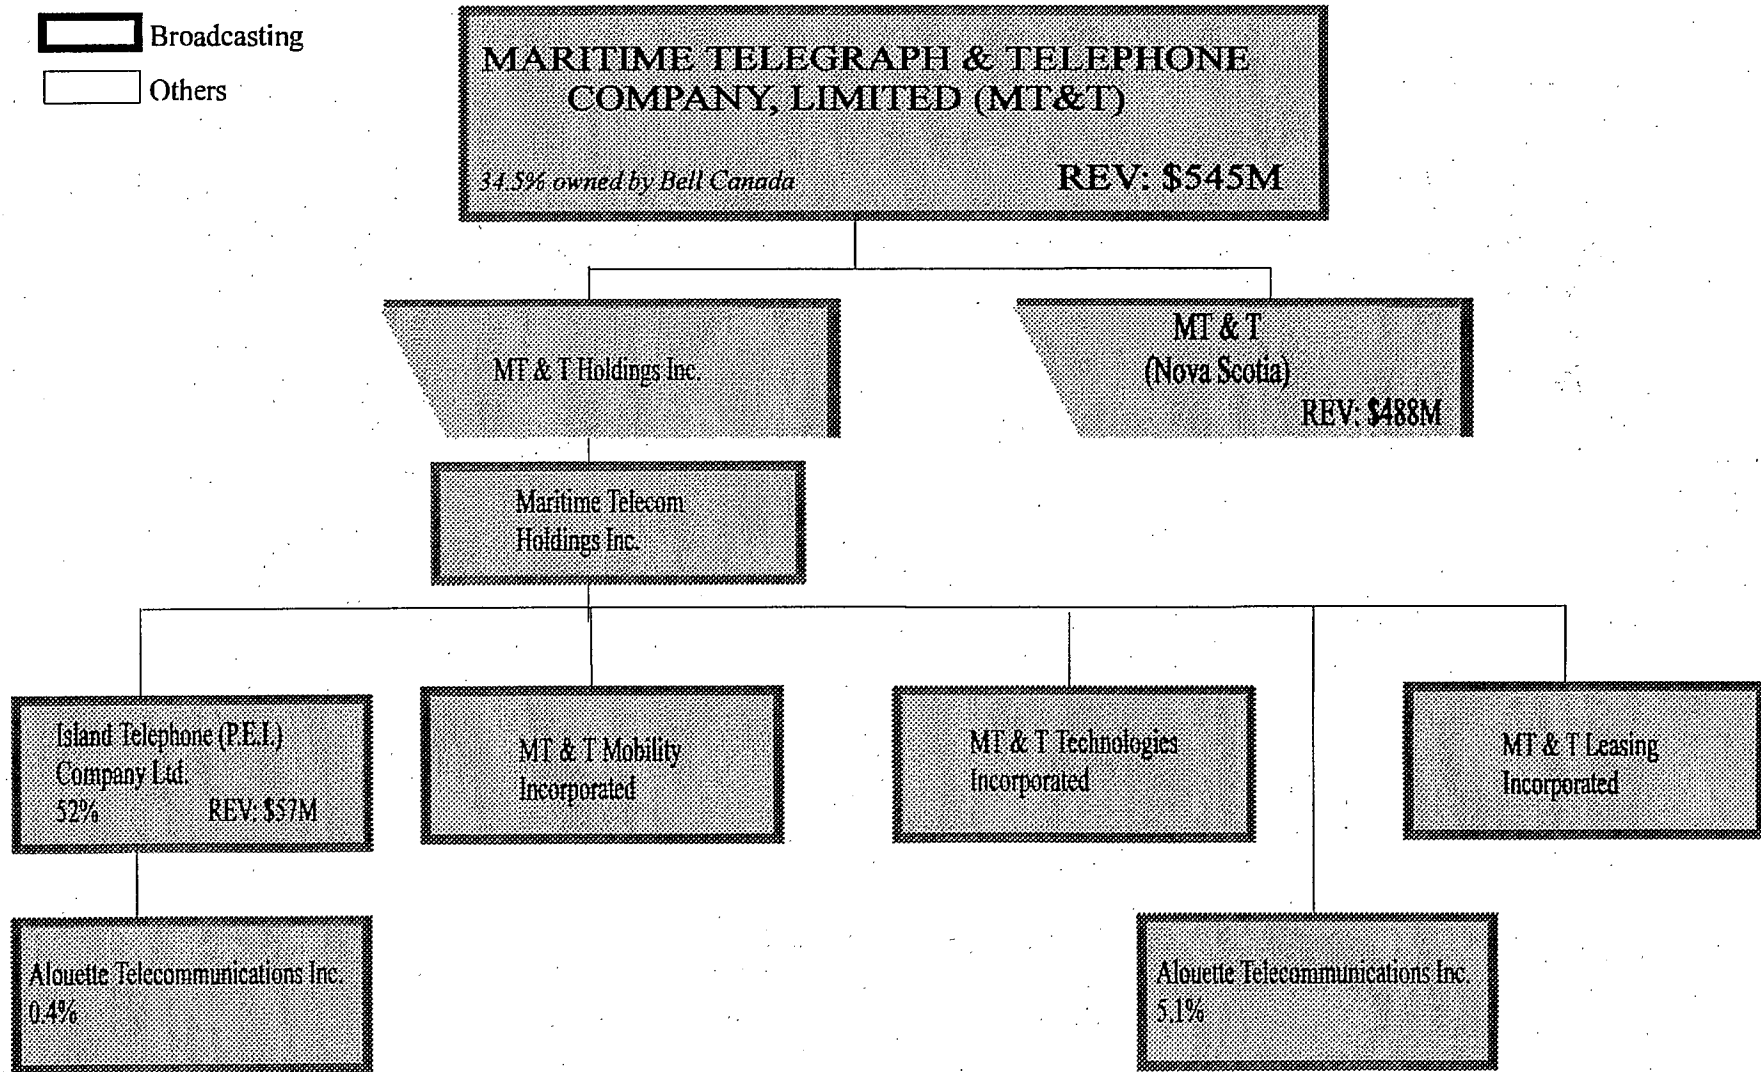 Broadcasting
Others
MARITIME TELEGRAPH & TELEPHONE
COMPANY, LIMITED (MT&T)
34.5% owned by Bell Canada REV: $545M
MT & T Holdings Inc.
MT & T
(Nova Scotia)
REV: $488M
Maritime Telecom
Holdings Inc.
Island Telephone (P.E.I.)
Company Ltd.
52% REV: $57M
MT & T Mobility
Incorporated
MT & T Technologies
Incorporated
MT & T Leasing
Incorporated
Alouette Telecommunications Inc.
0.4%
Alouette Telecommunications Inc.
5.1%